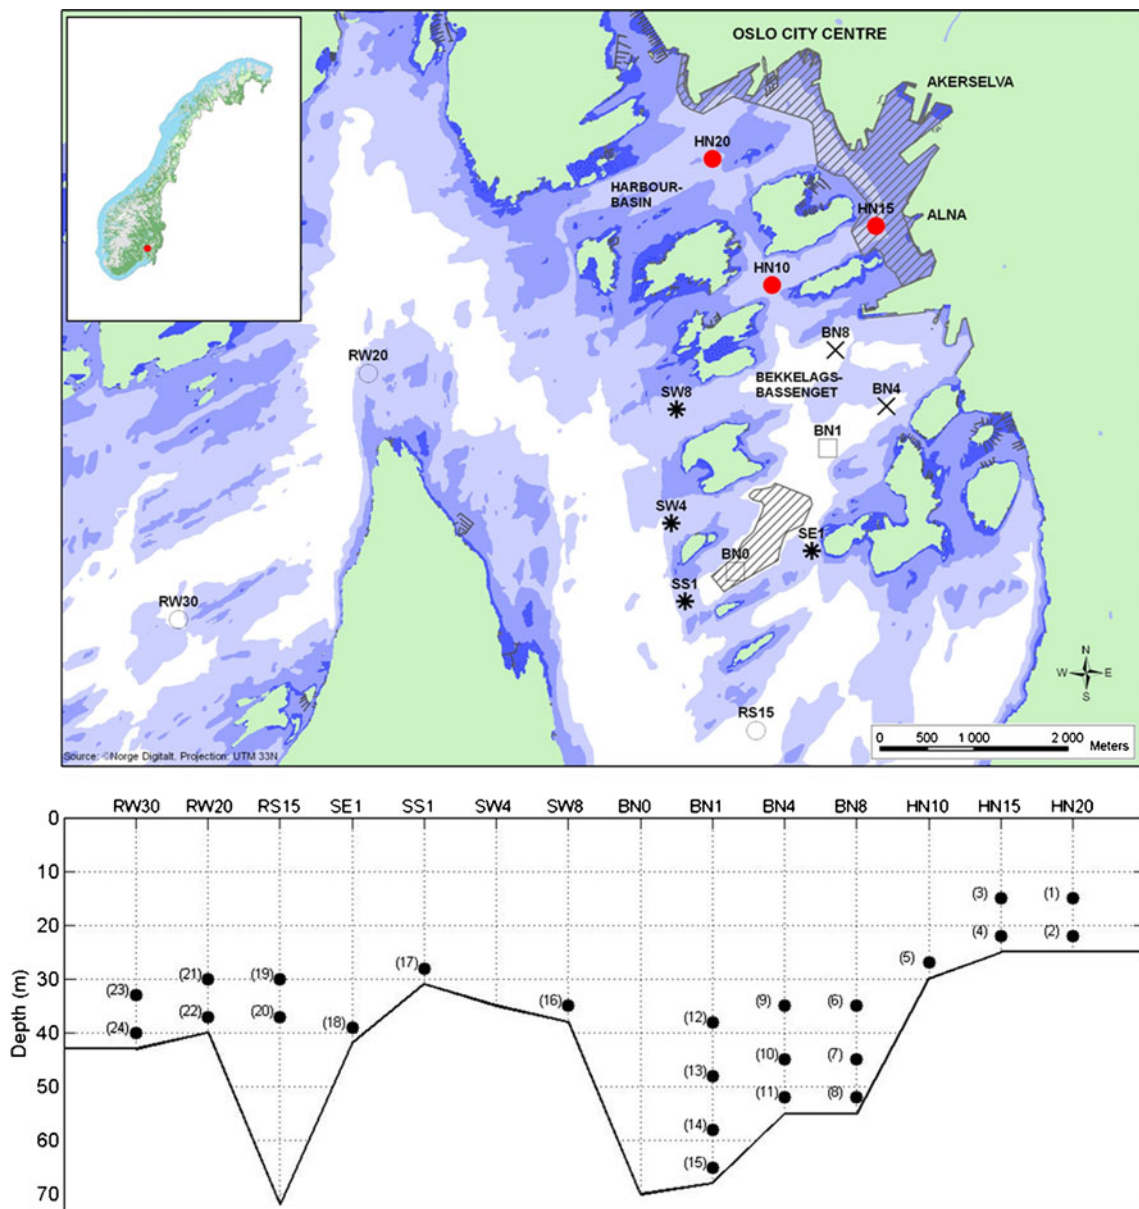 OSLO CITY CENTRE
AKERSELVA
HN20
HARBOUR-
BASIN
HN15
ALNA
HN10
BN8
RW20
BEKKELAGS-
BASSENGET
SW8
BN4
BN1
SW4
SE1
BN0
SS1
RW30
N
W E
S
RS15
0 500 1 000 2 000 Meters
Source: ©Norge Digitalt. Projection: UTM 33N
RW30 RW20 RS15 SE1 SS1 SW4 SW8 BN0 BN1 BN4 BN8 HN10 HN15 HN20
0
10
(3) (1)
20
(4) (2)
(17) (5)
30 (21) (19)
(23) (16) (9) (6)
(22) (20) (12)
40 (24) (18)
(10) (7)
(13)
50 (11) (8)
(14)
60
(15)
70
Depth (m)